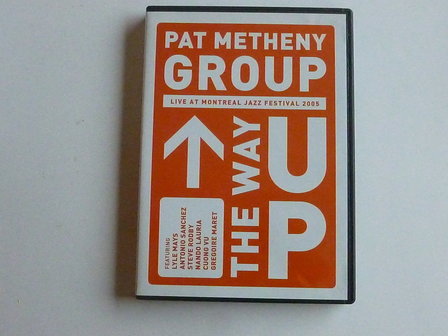 PAT METHENY
GROUP
LIVE AT MONTREAL JAZZ FESTIVAL 2005
THE WAY
UP
FEATURING
LYLE MAYS
ANTONIO SANCHEZ
STEVE RODBY
NANDO LAURIA
CUONG VU
GREGOIRE MARET